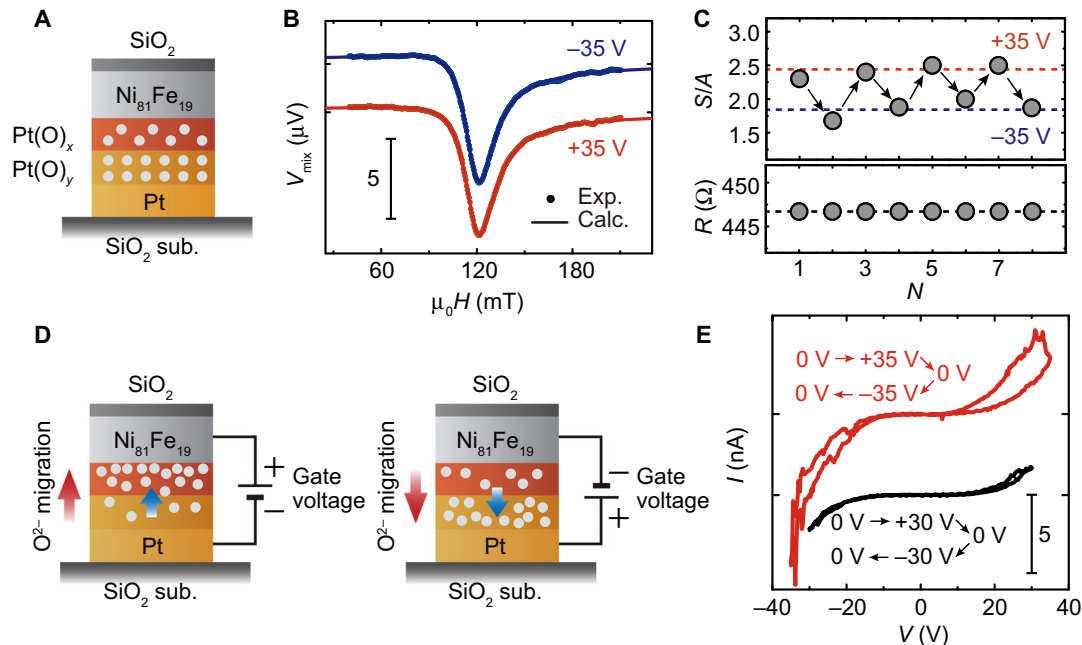 A
SiO₂
Ni₈₁Fe₁₉
Pt(O)ₓ
Pt(O)y
Pt
SiO₂ sub.
B
–35 V
+35 V
5
Exp.
Calc.
Vmix (μV)
60
120
180
μ₀H (mT)
C
3.0
2.5
2.0
1.5
S/A
+35 V
–35 V
450
445
R (Ω)
1
3
5
7
N
D
SiO₂
Ni₈₁Fe₁₉
Pt
SiO₂ sub.
O²⁻ migration
+
Gate
voltage
–
SiO₂
Ni₈₁Fe₁₉
Pt
SiO₂ sub.
O²⁻ migration
–
Gate
voltage
+
E
0 V → +35 V
0 V
0 V ← –35 V
0 V → +30 V
0 V
0 V ← –30 V
5
I (nA)
–40
–20
0
20
40
V (V)